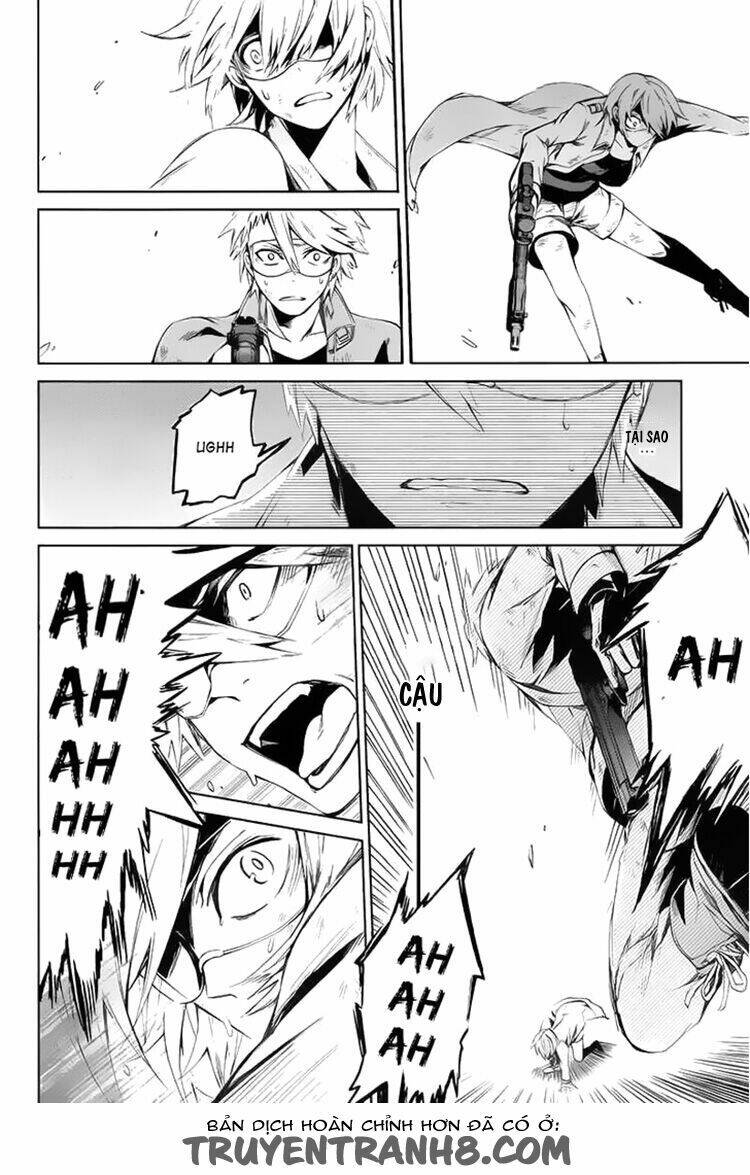 UGHH
TẠI SAO
...
CẬU
AH
AH
AH
AH
AH
AH
AH
HH
HH
BẢN DỊCH HOÀN CHỈNH HƠN ĐÃ CÓ Ở:
TRUYENTRANH8.COM